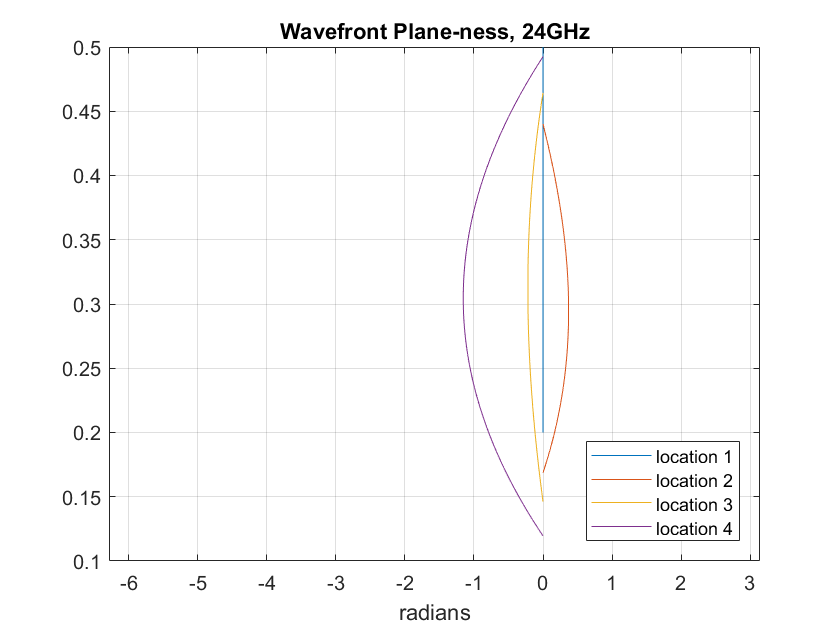 Wavefront Plane-ness, 24GHz
0.5
0.45
0.4
0.35
0.3
0.25
0.2
0.15
0.1
location 1
location 2
location 3
location 4
-6 -5 -4 -3 -2 -1 0 1 2 3
radians